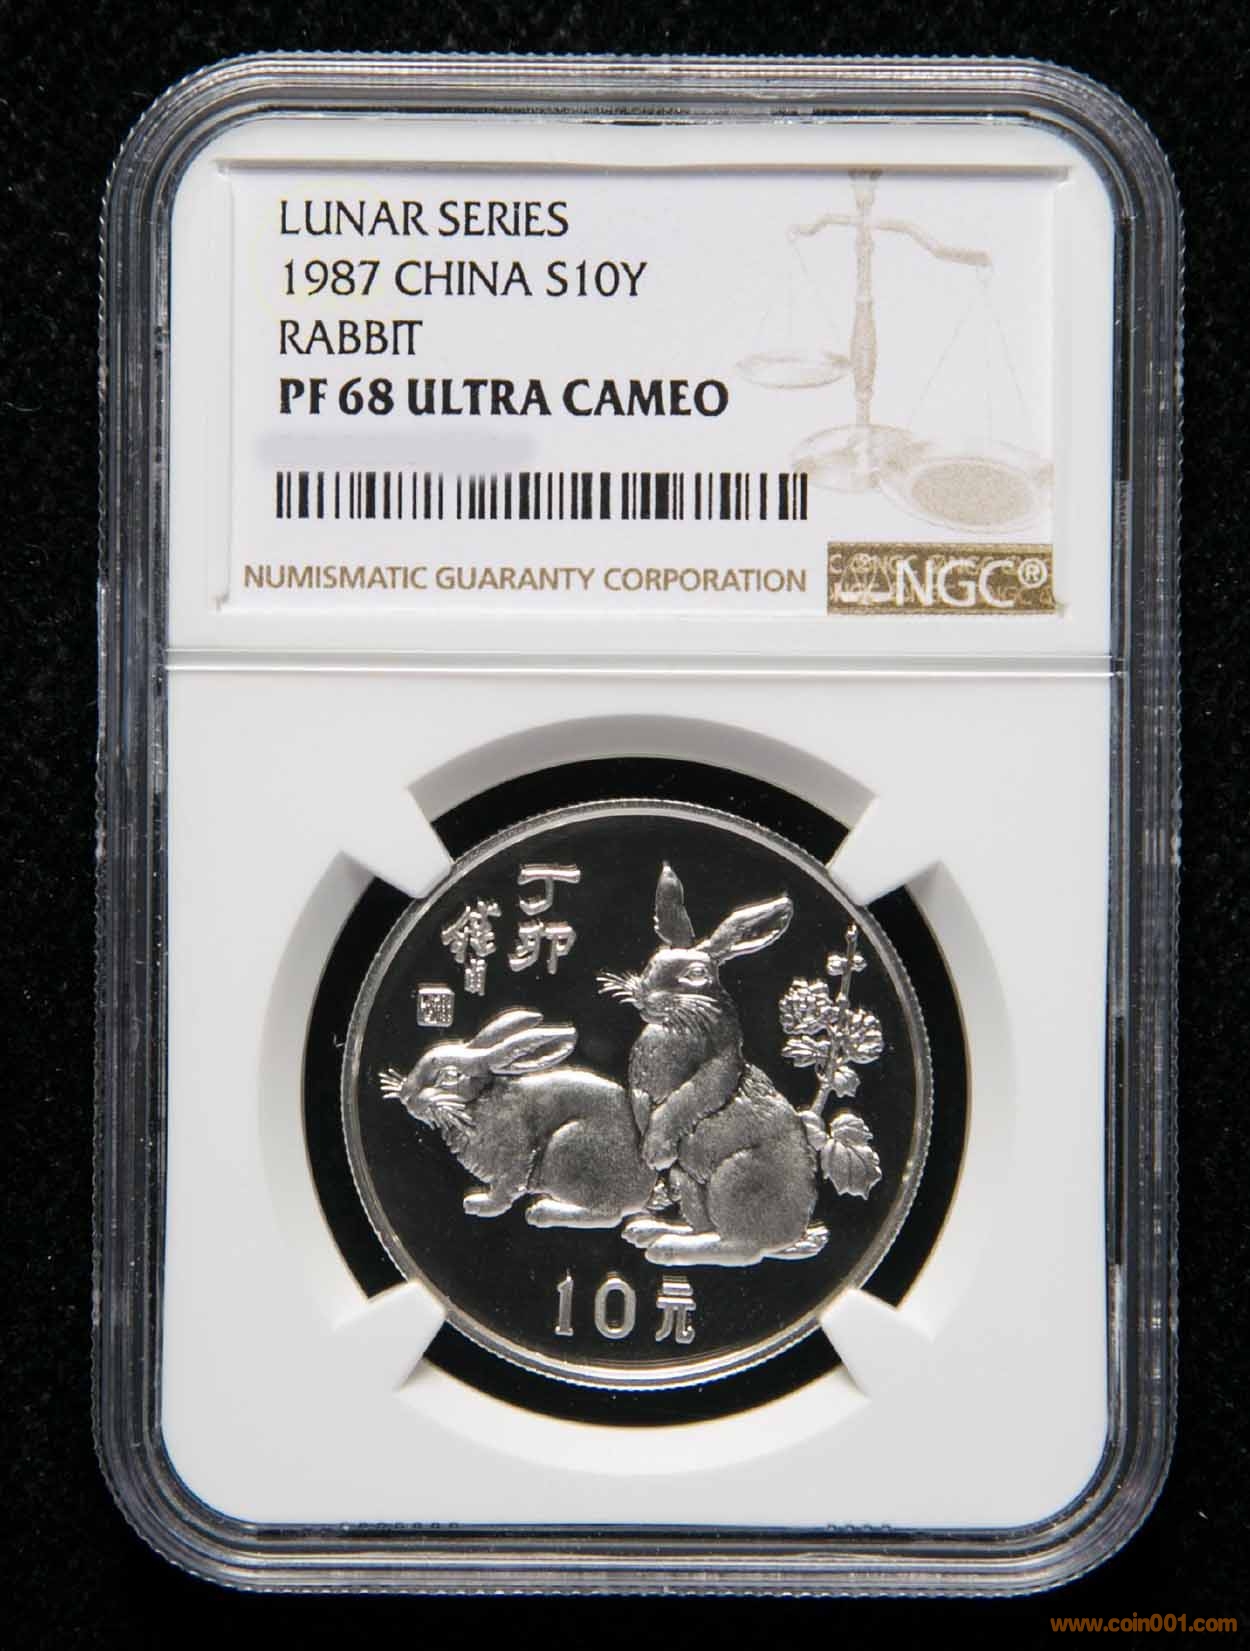 LUNAR SERIES
1987 CHINA S10Y
RABBIT
PF 68 ULTRA CAMEO
NUMISMATIC GUARANTY CORPORATION
NGC®
丁卯
10元
www.coin001.com